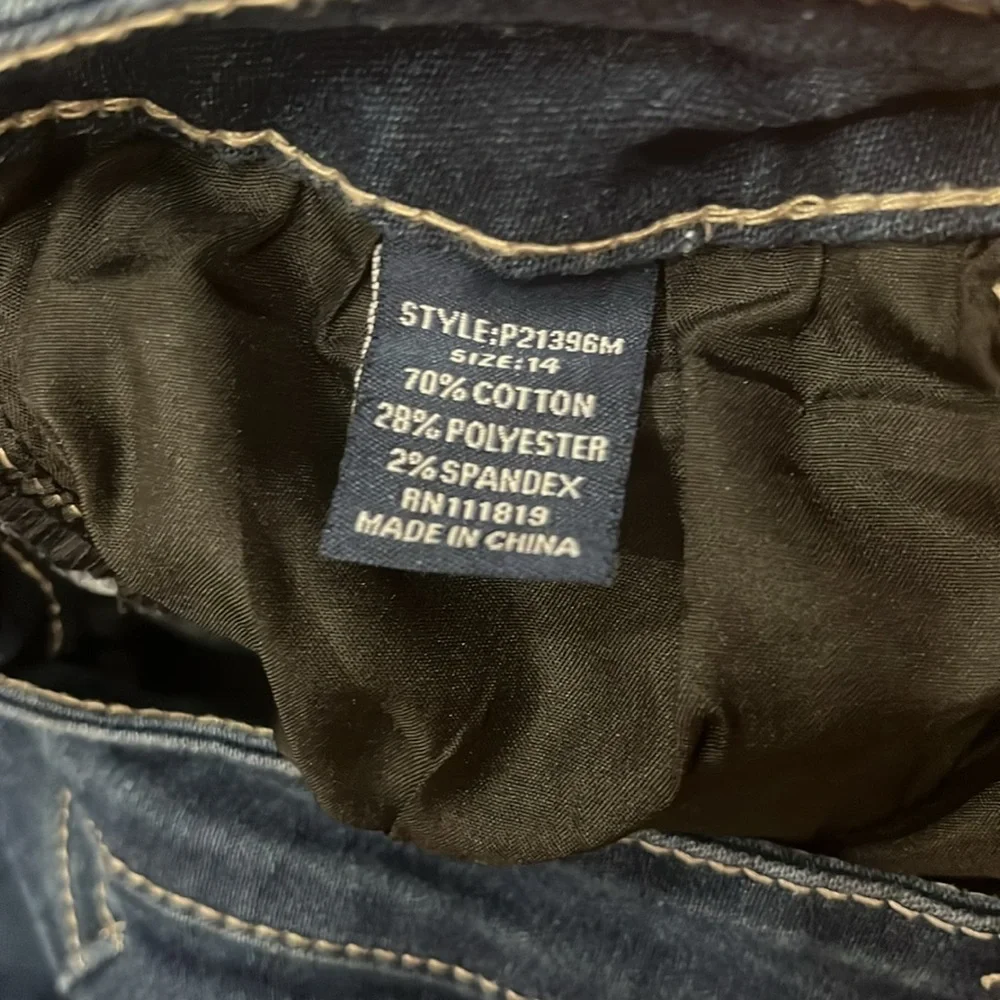 STYLE:P21396M
SIZE:14
70% COTTON
28% POLYESTER
2% SPANDEX
RN111819
MADE IN CHINA